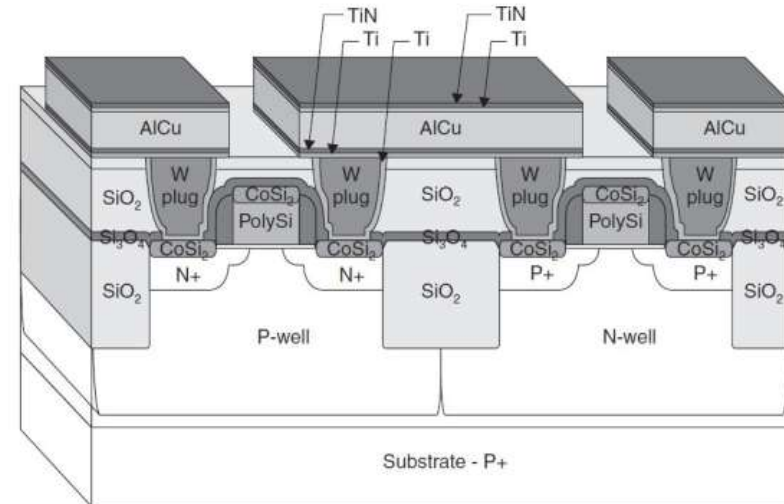 TiN
TiN
Ti
Ti
Ti
AlCu
AlCu
AlCu
W
plug
W
plug
W
plug
W
plug
SiO₂
CoSi₂
SiO₂
CoSi₂
SiO₂
PolySi
PolySi
Si₃O₄
Si₃O₄
Si₃O₄
CoSi₂
CoSi₂
CoSi₂
CoSi₂
N+
N+
P+
P+
SiO₂
SiO₂
SiO₂
P-well
N-well
Substrate - P+